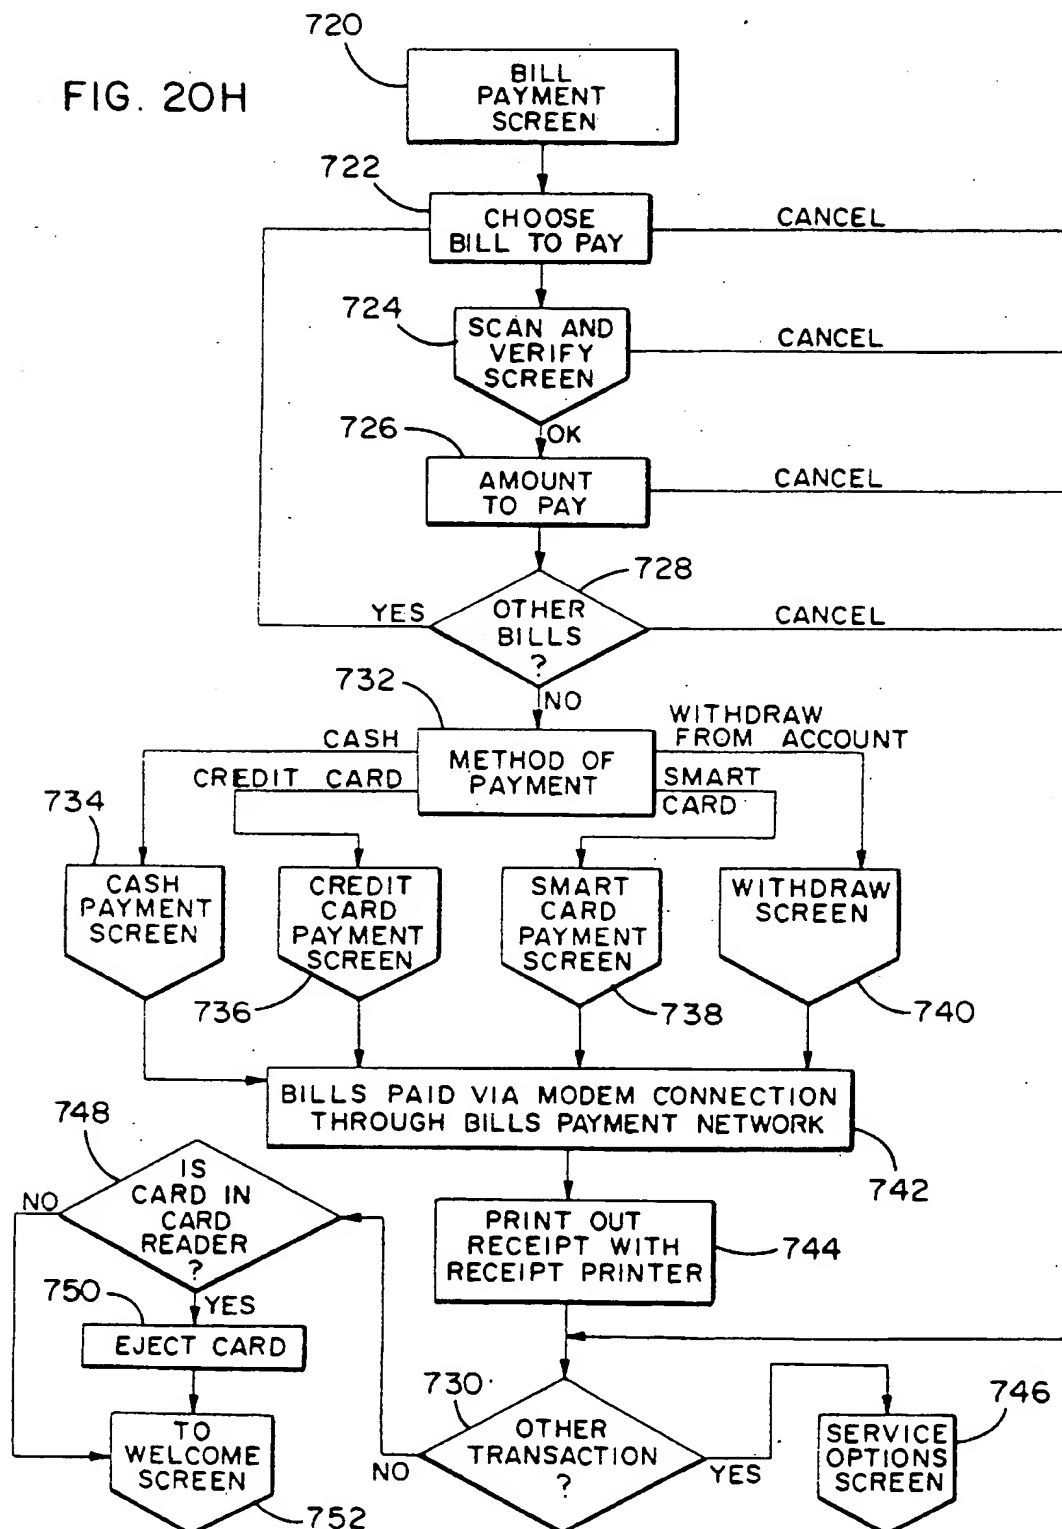 720
FIG. 20H
BILL
PAYMENT
SCREEN
722
CHOOSE
BILL TO PAY
CANCEL
724
SCAN AND
VERIFY
SCREEN
CANCEL
OK
726
AMOUNT
TO PAY
CANCEL
728
YES
OTHER
BILLS
?
CANCEL
NO
732
CASH
METHOD OF
PAYMENT
WITHDRAW
FROM ACCOUNT
CREDIT CARD
SMART
CARD
734
CASH
PAYMENT
SCREEN
CREDIT
CARD
PAYMENT
SCREEN
SMART
CARD
PAYMENT
SCREEN
WITHDRAW
SCREEN
736
738
740
BILLS PAID VIA MODEM CONNECTION
THROUGH BILLS PAYMENT NETWORK
742
748
IS
CARD IN
CARD
READER
?
NO
YES
PRINT OUT
RECEIPT WITH
RECEIPT PRINTER
744
750
EJECT CARD
730
OTHER
TRANSACTION
?
NO
YES
746
SERVICE
OPTIONS
SCREEN
TO
WELCOME
SCREEN
752